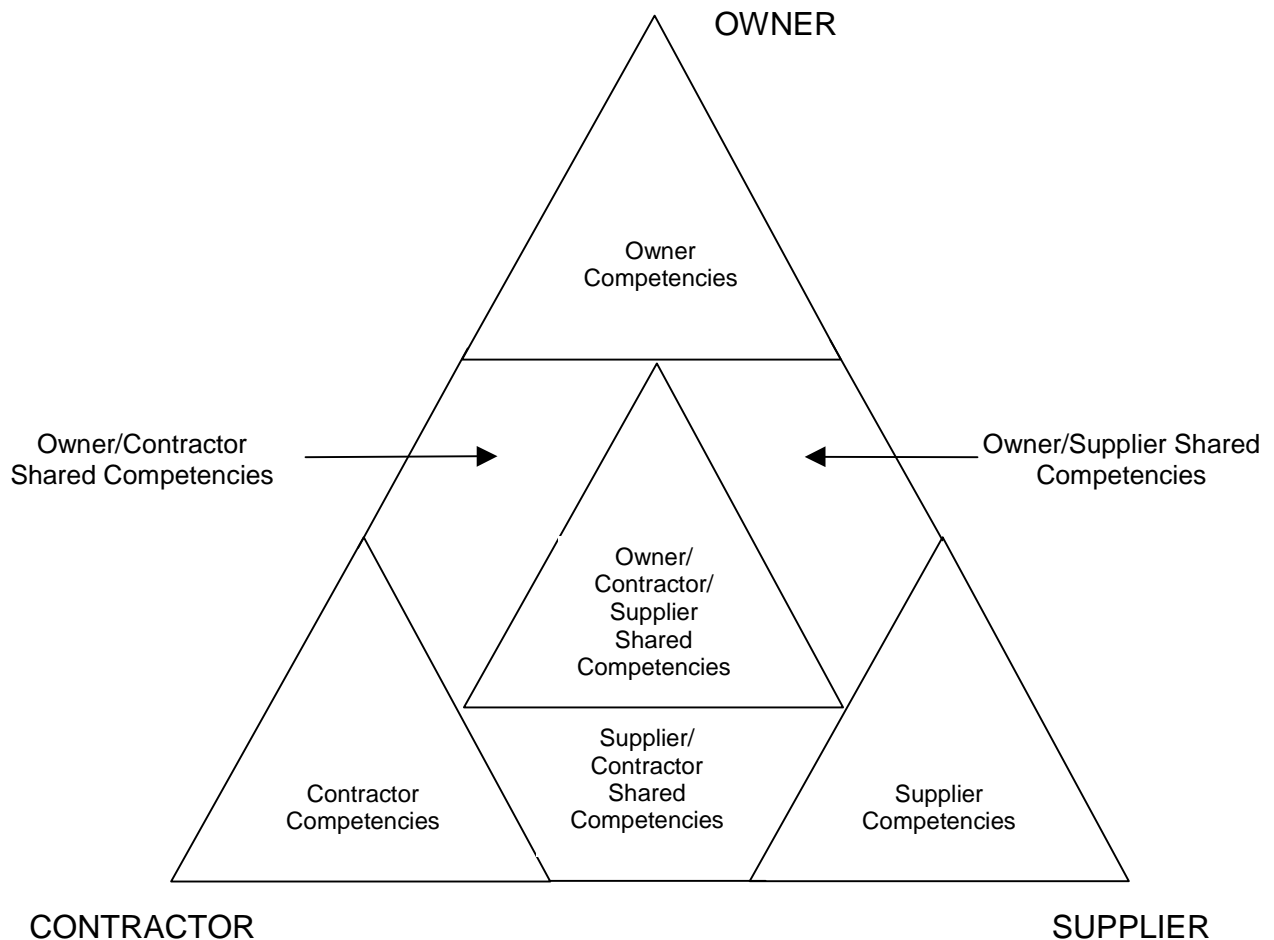 OWNER
Owner
Competencies
Owner/Contractor
Shared Competencies
Owner/Supplier Shared
Competencies
Owner/
Contractor/
Supplier
Shared
Competencies
Supplier/
Contractor
Shared
Competencies
Contractor
Competencies
Supplier
Competencies
CONTRACTOR
SUPPLIER